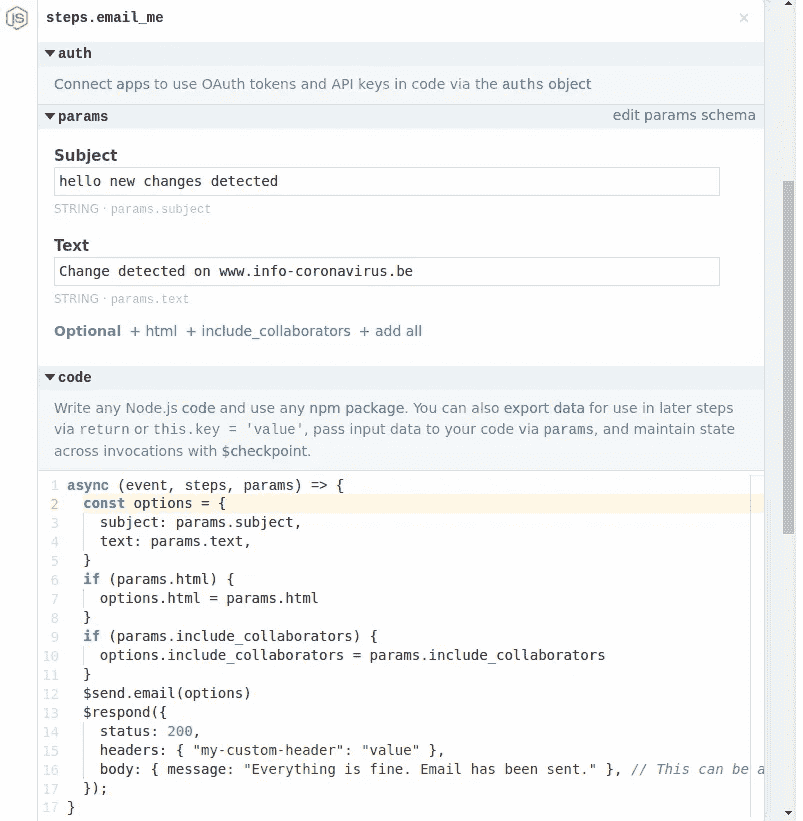 JS
steps.email_me
×
auth
Connect apps to use OAuth tokens and API keys in code via the auths object
params
edit params schema
Subject
hello new changes detected
STRING · params.subject
Text
Change detected on www.info-coronavirus.be
STRING · params.text
Optional + html + include_collaborators + add all
code
Write any Node.js code and use any npm package. You can also export data for use in later steps
via return or this.key = 'value', pass input data to your code via params, and maintain state
across invocations with $checkpoint.
1 async (event, steps, params) => {
2 const options = {
3 subject: params.subject,
4 text: params.text,
5 }
6 if (params.html) {
7 options.html = params.html
8 }
9 if (params.include_collaborators) {
10 options.include_collaborators = params.include_collaborators
11 }
12 $send.email(options)
13 $respond({
14 status: 200,
15 headers: { "my-custom-header": "value" },
16 body: { message: "Everything is fine. Email has been sent." }, // This can be a
17 });
17 }